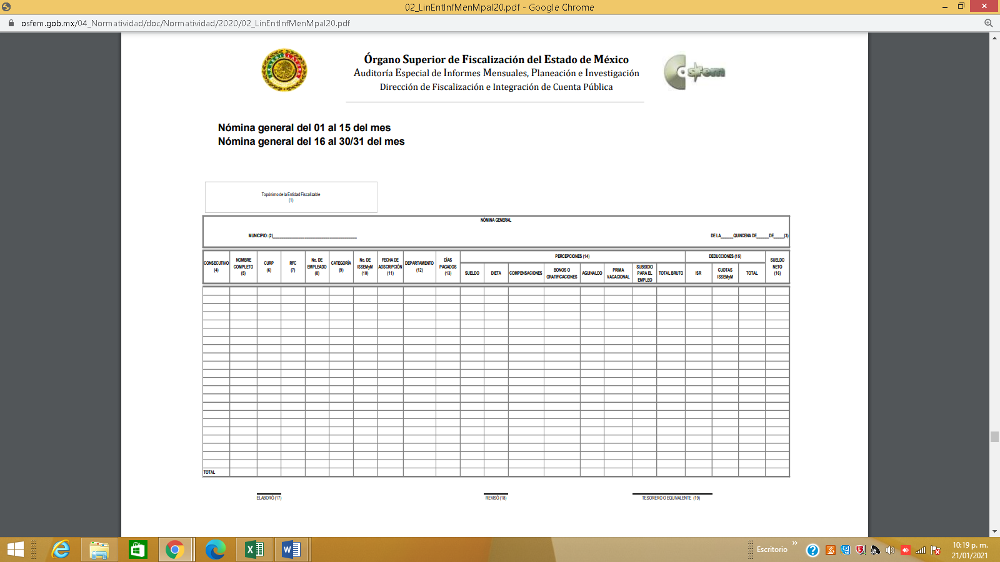 02_LinEntInfMenMpal20.pdf - Google Chrome
osfem.gob.mx/04_Normatividad/doc/Normatividad/2020/02_LinEntInfMenMpal20.pdf
Órgano Superior de Fiscalización del Estado de México
Auditoría Especial de Informes Mensuales, Planeación e Investigación
Dirección de Fiscalización e Integración de Cuenta Pública
osfem
Nómina general del 01 al 15 del mes
Nómina general del 16 al 30/31 del mes
Topónimo de la Entidad Fiscalizable
(1)
NÓMINA GENERAL
MUNICIPIO: (2)________________ DE LA______QUINCENA DE______DE_____(3)
CONSECUTIVO (4)
NOMBRE COMPLETO (5)
CURP (6)
RFC (7)
No. DE EMPLEADO (8)
CATEGORÍA (9)
No. DE ISSEMyM (10)
FECHA DE ADSCRIPCIÓN (11)
DEPARTAMENTO (12)
DÍAS PAGADOS (13)
PERCEPCIONES (14)
SUELDO
DIETA
COMPENSACIONES
BONOS O GRATIFICACIONES
AGUINALDO
PRIMA VACACIONAL
SUBSIDIO PARA EL EMPLEO
TOTAL BRUTO
DEDUCCIONES (15)
ISR
CUOTAS ISSEMyM
TOTAL
SUELDO NETO (16)
TOTAL
ELABORÓ (17)
REVISÓ (18)
TESORERO O EQUIVALENTE (19)
Escritorio
10:19 p. m.
21/01/2021